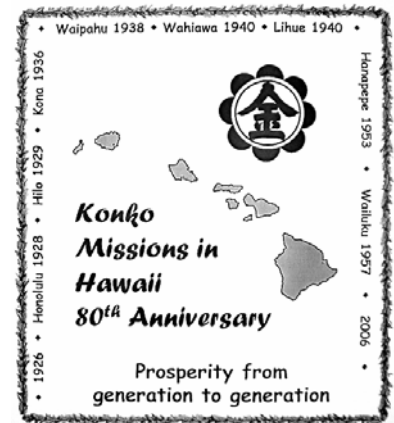 • Waipahu 1938 • Wahiawa 1940 • Lihue 1940 •
Hanapepe 1953 • Wailuku 1957 • 2006 •
• 1926 • Honolulu 1928 • Hilo 1929 • Kona 1936
金
Konko
Missions in
Hawaii
80th Anniversary
Prosperity from
generation to generation